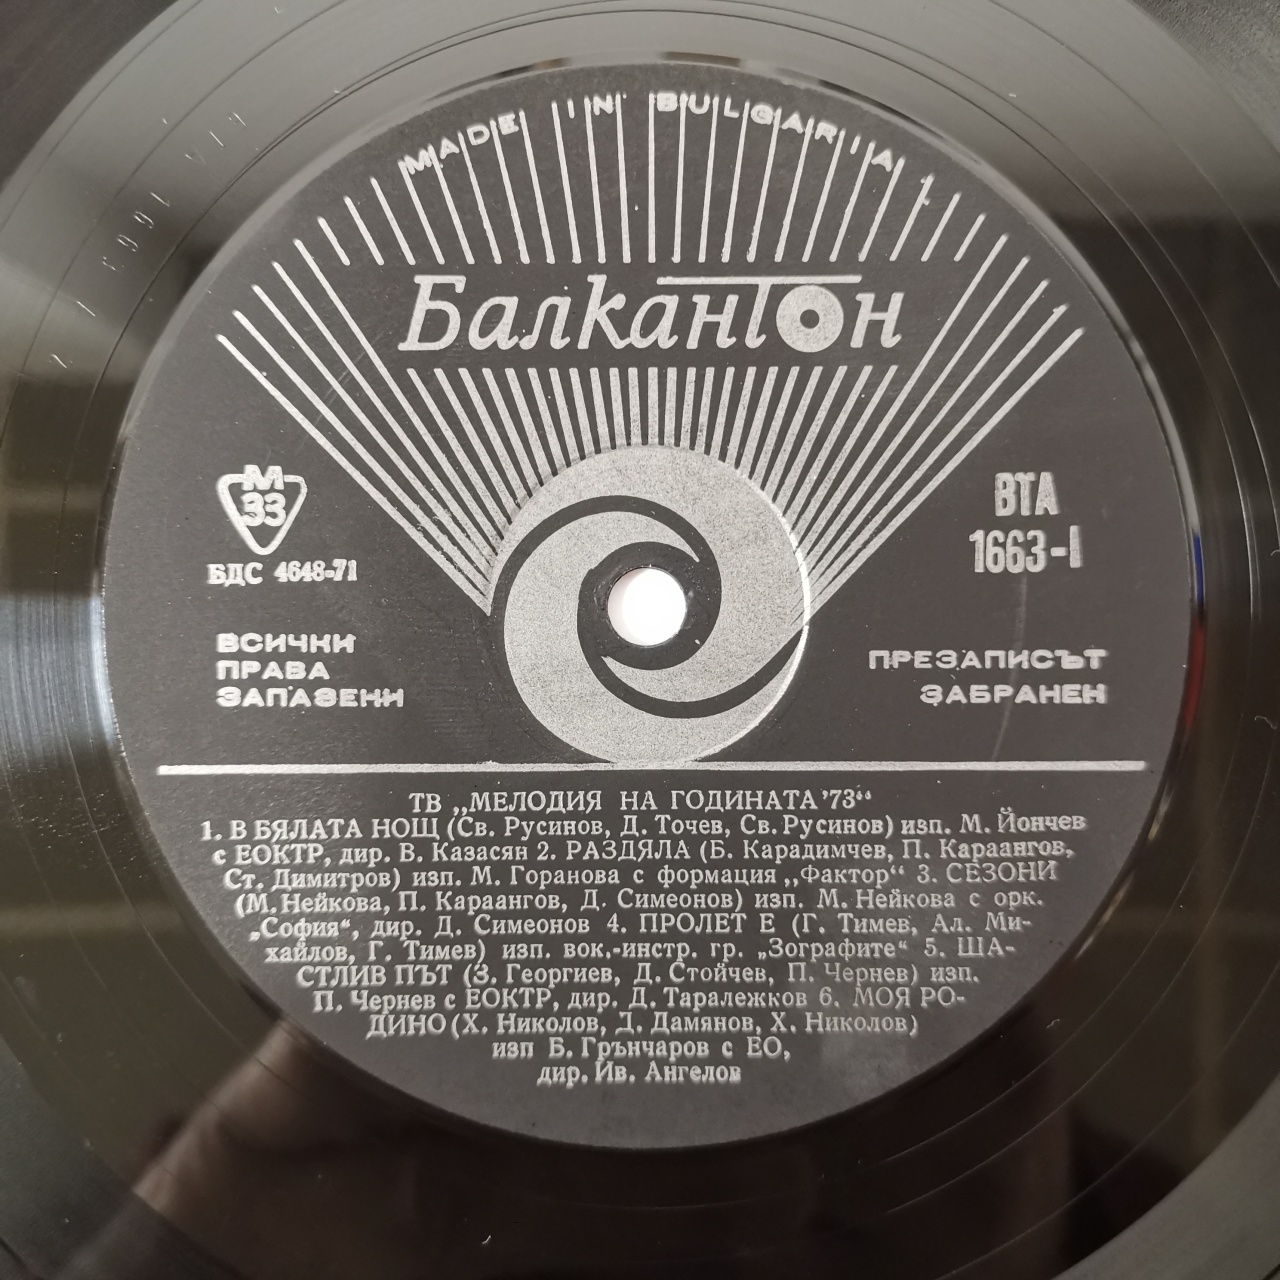 MADE IN BULGARIA
Балкантон
М
33
БДС 4648-71
ВТА
1663-I
ВСИЧКИ
ПРАВА
ЗАПАЗЕНИ
ПРЕЗАПИСЪТ
ЗАБРАНЕН
ТВ „МЕЛОДИЯ НА ГОДИНАТА '73“
1. В БЯЛАТА НОЩ (Св. Русинов, Д. Точев, Св. Русинов) изп. М. Йончев
с ЕОКТР, дир. В. Казасян 2. РАЗДЯЛА (Б. Карадимчев, П. Караангов,
Ст. Димитров) изп. М. Горанова с формация „Фактор“ 3. СЕЗОНИ
(М. Нейкова, П. Караангов, Д. Симеонов) изп. М. Нейкова с орк.
„София“, дир. Д. Симеонов 4. ПРОЛЕТ Е (Г. Тимев, Ал. Ми-
хайлов, Г. Тимев) изп. вок.-инстр. гр. „Зографите“ 5. ЩА-
СТЛИВ ПЪТ (З. Георгиев, Д. Стойчев, П. Чернев) изп.
П. Чернев с ЕОКТР, дир. Д. Таралежков 6. МОЯ РО-
ДИНО (Х. Николов, Д. Дамянов, Х. Николов)
изп Б. Грънчаров с ЕО,
дир. Ив. Ангелов